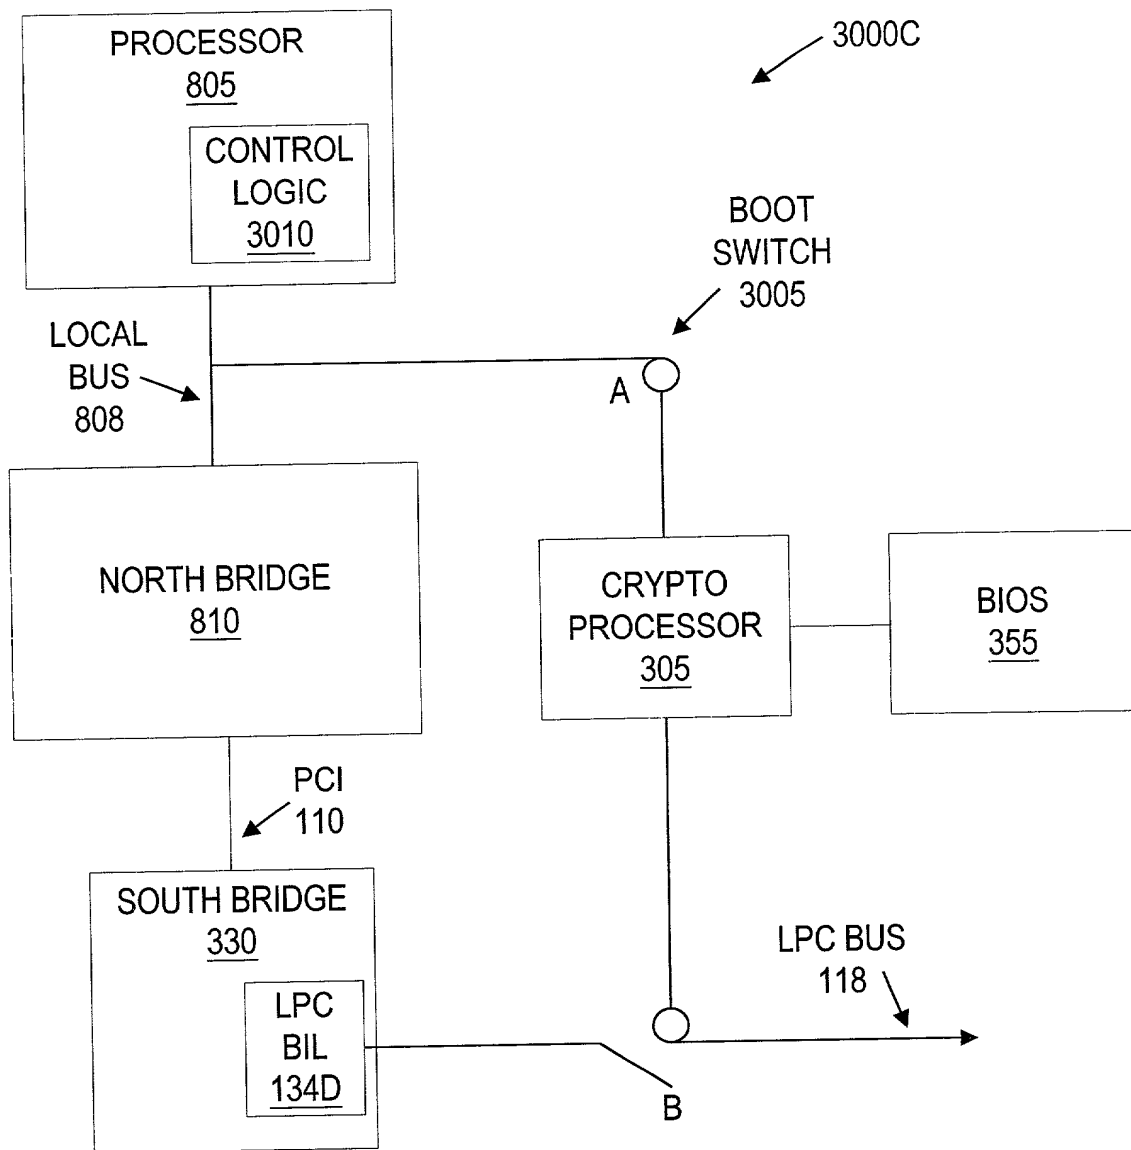 PROCESSOR
805
CONTROL
LOGIC
3010
3000C
BOOT
SWITCH
3005
LOCAL
BUS
808
A
NORTH BRIDGE
810
CRYPTO
PROCESSOR
305
BIOS
355
PCI
110
SOUTH BRIDGE
330
LPC
BIL
134D
LPC BUS
118
B